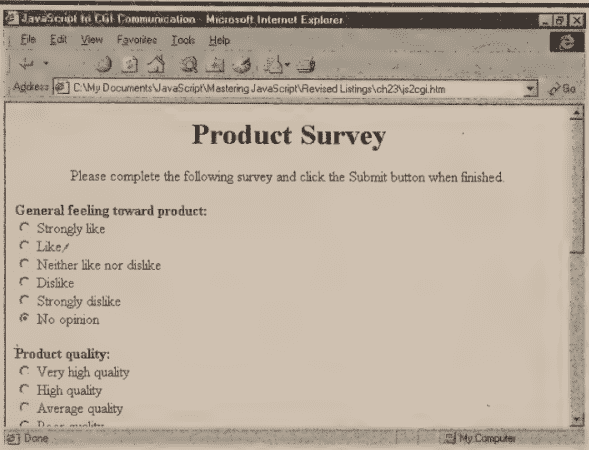 JavaScript to CGI Communication - Microsoft Internet Explorer
File Edit View Favorites Tools Help
Address C:\My Documents\JavaScript\Mastering JavaScript\Revised Listings\ch23\js2cgi.htm Go
Product Survey
Please complete the following survey and click the Submit button when finished.
General feeling toward product:
Strongly like
Like
Neither like nor dislike
Dislike
Strongly dislike
No opinion
Product quality:
Very high quality
High quality
Average quality
Poor quality
Done My Computer